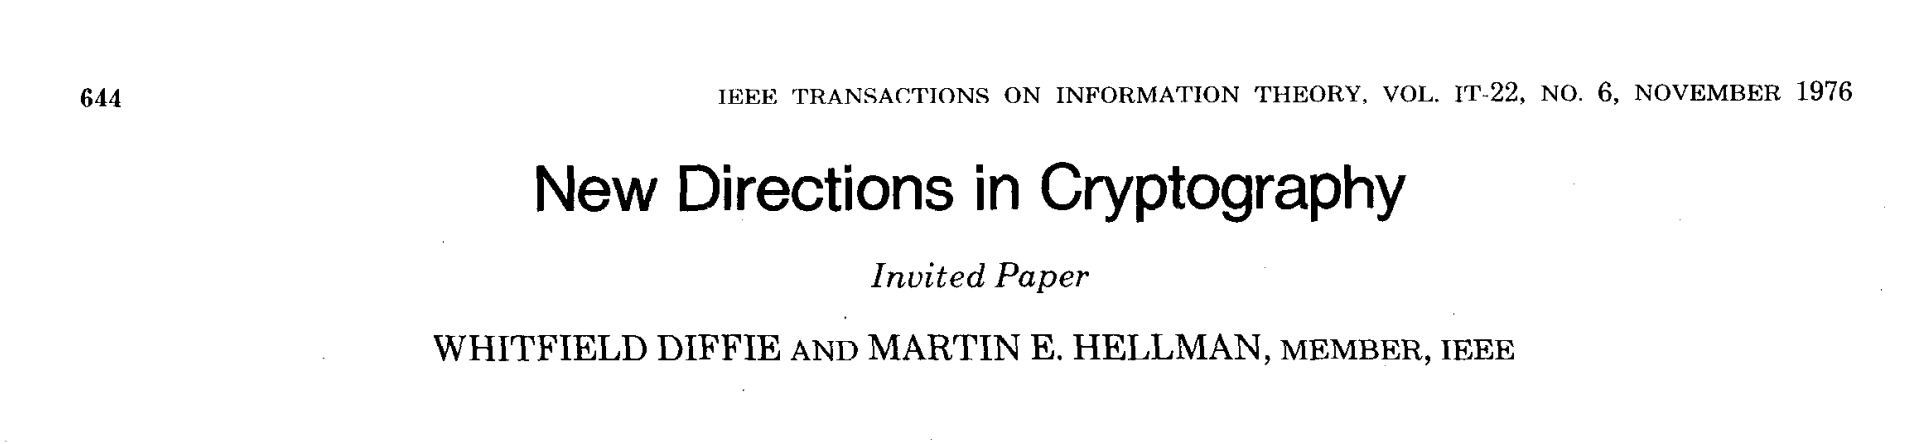 644
IEEE TRANSACTIONS ON INFORMATION THEORY, VOL. IT-22, NO. 6, NOVEMBER 1976
New Directions in Cryptography
Invited Paper
WHITFIELD DIFFIE AND MARTIN E. HELLMAN, MEMBER, IEEE